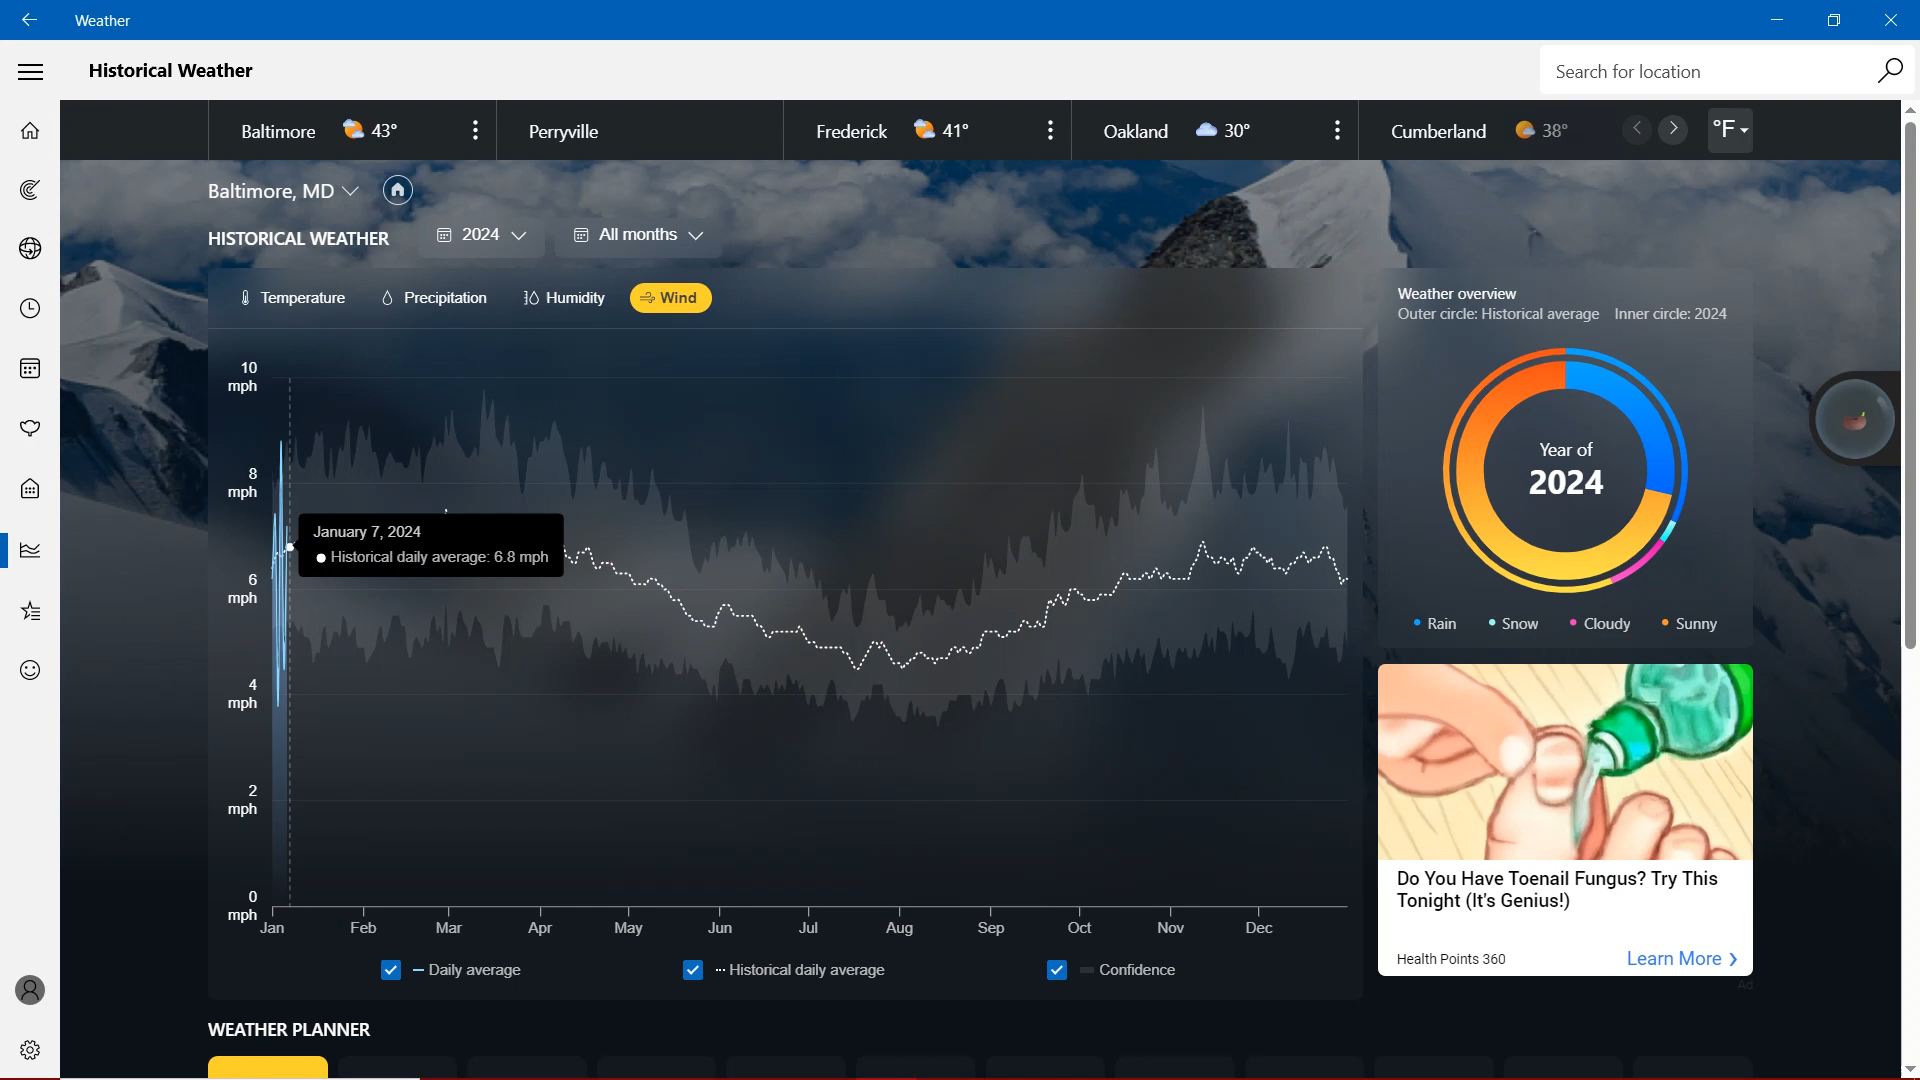 Weather
Historical Weather
Search for location
Baltimore 43°
Perryville
Frederick 41°
Oakland 30°
Cumberland 38°
°F
Baltimore, MD
HISTORICAL WEATHER
2024
All months
Temperature
Precipitation
Humidity
Wind
10
mph
8
mph
6
mph
4
mph
2
mph
0
mph
January 7, 2024
Historical daily average: 6.8 mph
Jan Feb Mar Apr May Jun Jul Aug Sep Oct Nov Dec
Daily average
Historical daily average
Confidence
Weather overview
Outer circle: Historical average Inner circle: 2024
Year of
2024
Rain Snow Cloudy Sunny
Do You Have Toenail Fungus? Try This
Tonight (It's Genius!)
Health Points 360
Learn More
Ad
WEATHER PLANNER